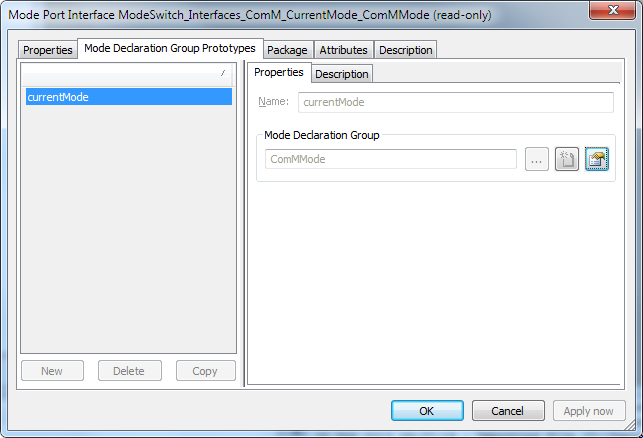 Mode Port Interface ModeSwitch_Interfaces_ComM_CurrentMode_ComMMode (read-only)
Properties Mode Declaration Group Prototypes Package Attributes Description
currentMode
Properties Description
Name: currentMode
Mode Declaration Group
ComMMode ...
New Delete Copy
OK Cancel Apply now